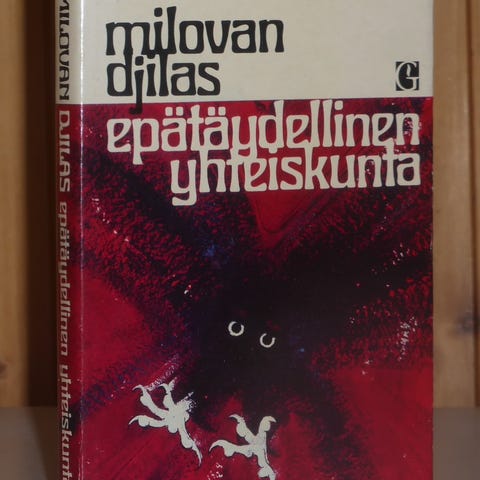 milovan
djilas
G
epätäydellinen
yhteiskunta
MILOVAN DJILAS epätäydellinen yhteiskunta